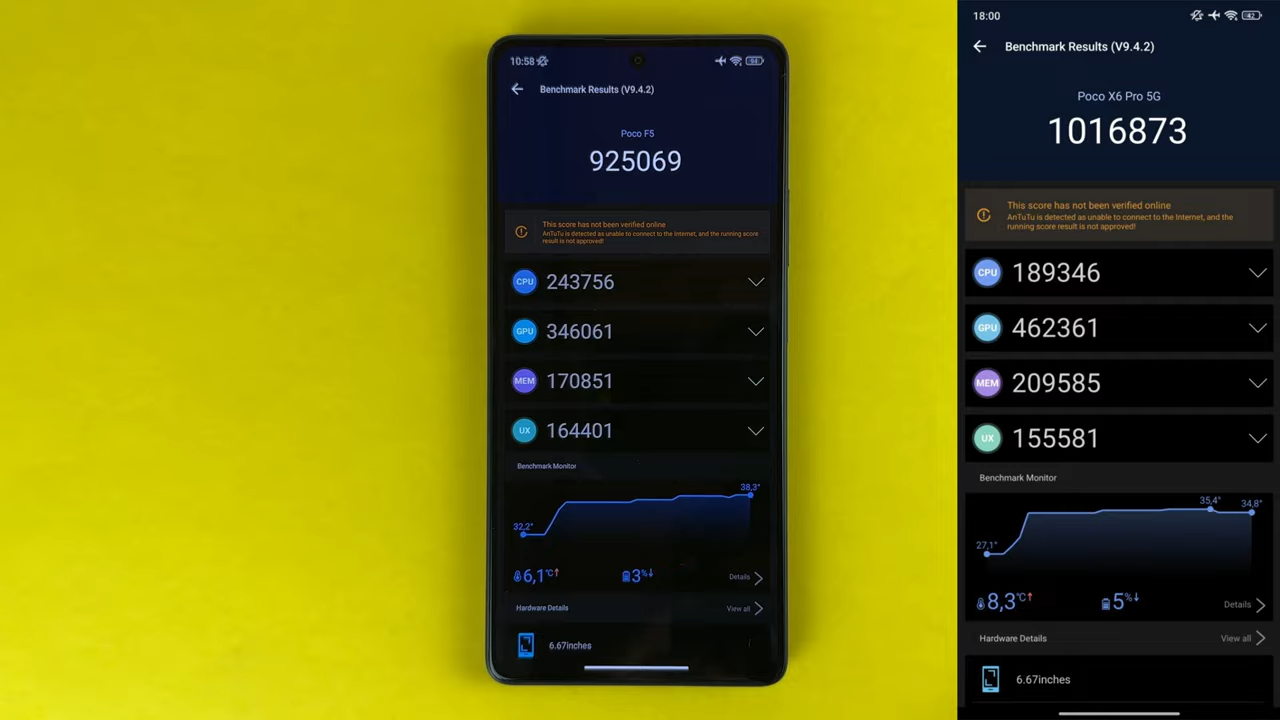 10:58
94
Benchmark Results (V9.4.2)
Poco F5
925069
This score has not been verified online
AnTuTu is detected as unable to connect to the Internet, and the running score
result is not approved!
CPU 243756
GPU 346061
MEM 170851
UX 164401
Benchmark Monitor
38,3°
32,2°
6,1°C↑ 3%↓ Details
Hardware Details View all
6.67inches
18:00
42
Benchmark Results (V9.4.2)
Poco X6 Pro 5G
1016873
This score has not been verified online
AnTuTu is detected as unable to connect to the Internet, and the
running score result is not approved!
CPU 189346
GPU 462361
MEM 209585
UX 155581
Benchmark Monitor
35,4°
34,8°
27,1°
8,3°C↑ 5%↓ Details
Hardware Details View all
6.67inches